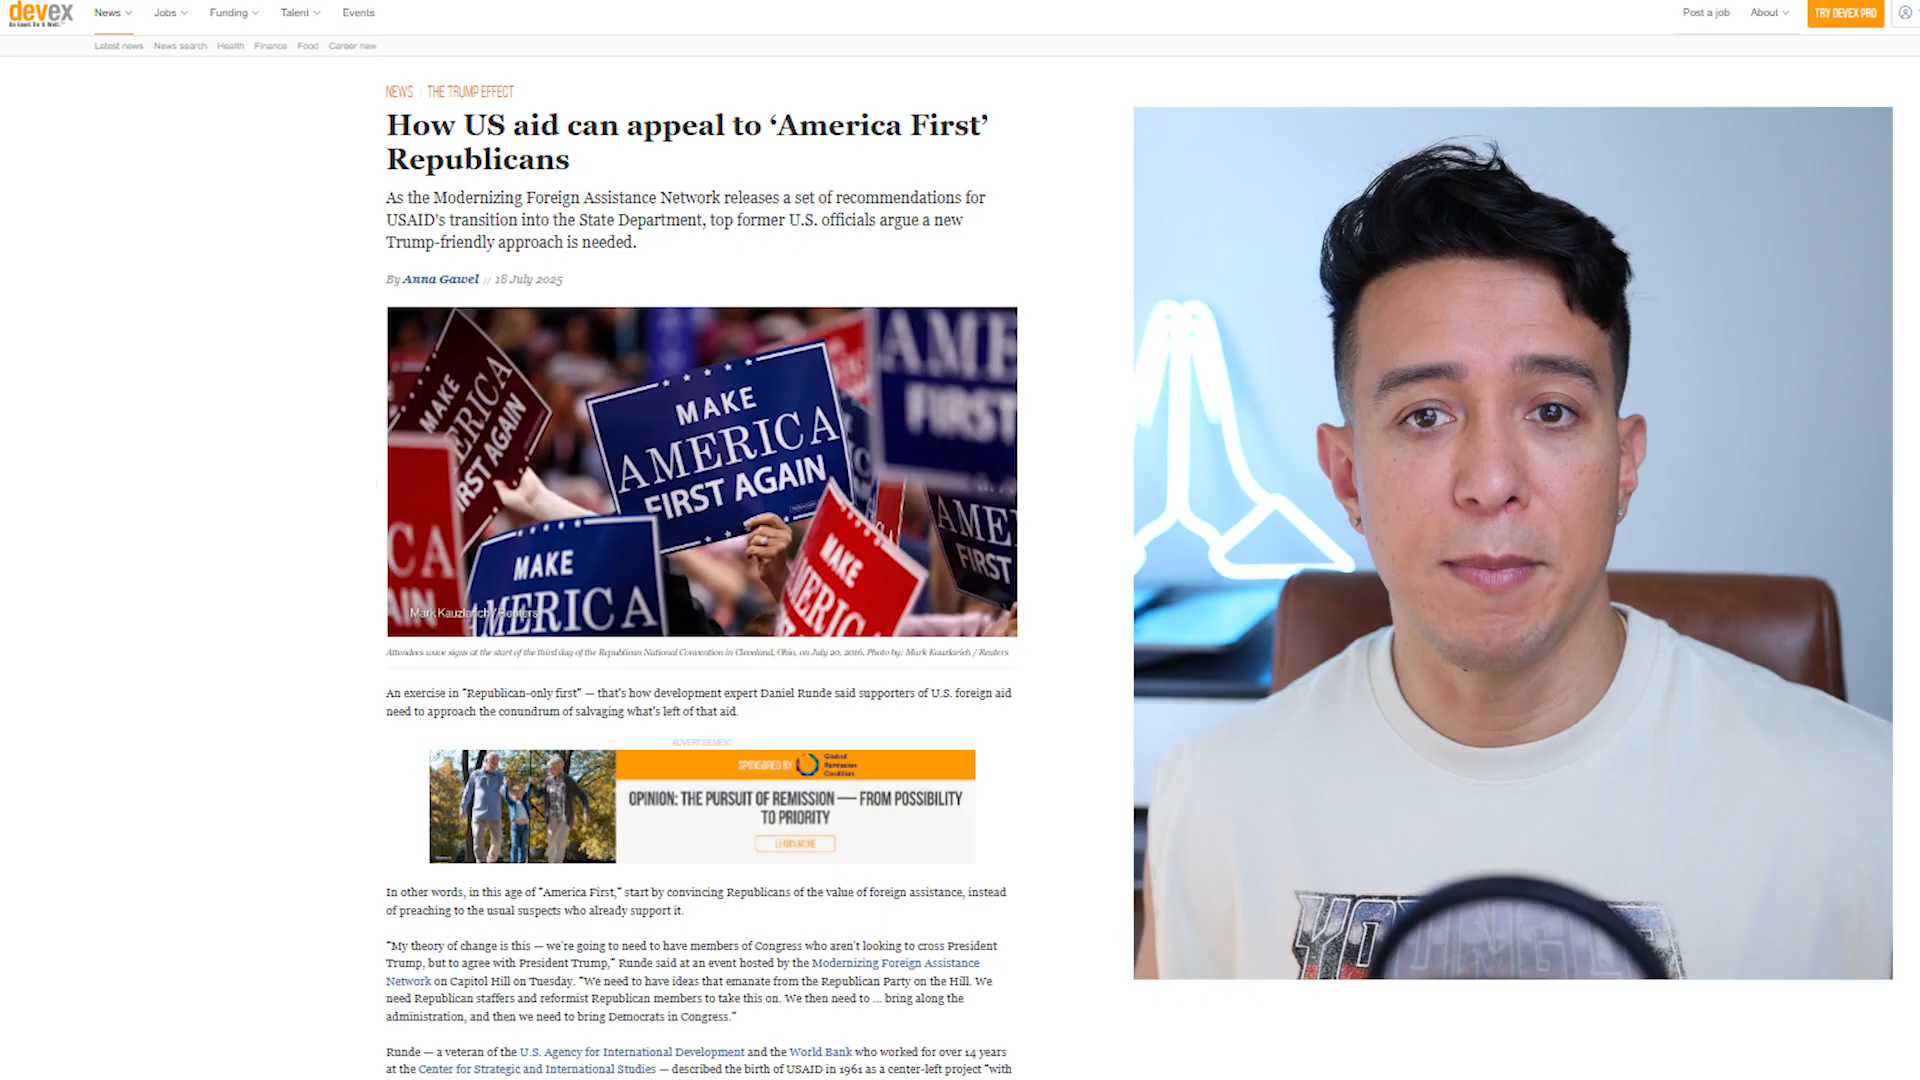 devex
Do Good. Do It Well.
News
Jobs
Funding
Talent
Events
Post a job
About
TRY DEVEX PRO
Latest news
News search
Health
Finance
Food
Career new
NEWS
THE TRUMP EFFECT
How US aid can appeal to ‘America First’
Republicans
As the Modernizing Foreign Assistance Network releases a set of recommendations for
USAID's transition into the State Department, top former U.S. officials argue a new
Trump-friendly approach is needed.
By Anna Gawel // 18 July 2025
MAKE
ERICA
RST AGAIN
CA
AIN
MAKE
AMERICA
FIRST AGAIN
MAKE
AMERICA
MAKE
MERIC
AME
FIRST
AME
FIRST
Mark Kauzlarich / Reuters
Attendees wave signs at the start of the third day of the Republican National Convention in Cleveland, Ohio, on July 20, 2016. Photo by: Mark Kauzlarich / Reuters
An exercise in “Republican-only first” — that’s how development expert Daniel Runde said supporters of U.S. foreign aid
need to approach the conundrum of salvaging what’s left of that aid.
ADVERTISEMENT
SPONSORED BY
Global
Remission
Coalition
OPINION: THE PURSUIT OF REMISSION — FROM POSSIBILITY
TO PRIORITY
LEARN MORE
In other words, in this age of “America First,” start by convincing Republicans of the value of foreign assistance, instead
of preaching to the usual suspects who already support it.
“My theory of change is this — we’re going to need to have members of Congress who aren’t looking to cross President
Trump, but to agree with President Trump,” Runde said at an event hosted by the Modernizing Foreign Assistance
Network on Capitol Hill on Tuesday. “We need to have ideas that emanate from the Republican Party on the Hill. We
need Republican staffers and reformist Republican members to take this on. We then need to … bring along the
administration, and then we need to bring Democrats in Congress.”
Runde — a veteran of the U.S. Agency for International Development and the World Bank who worked for over 14 years
at the Center for Strategic and International Studies — described the birth of USAID in 1961 as a center-left project “with